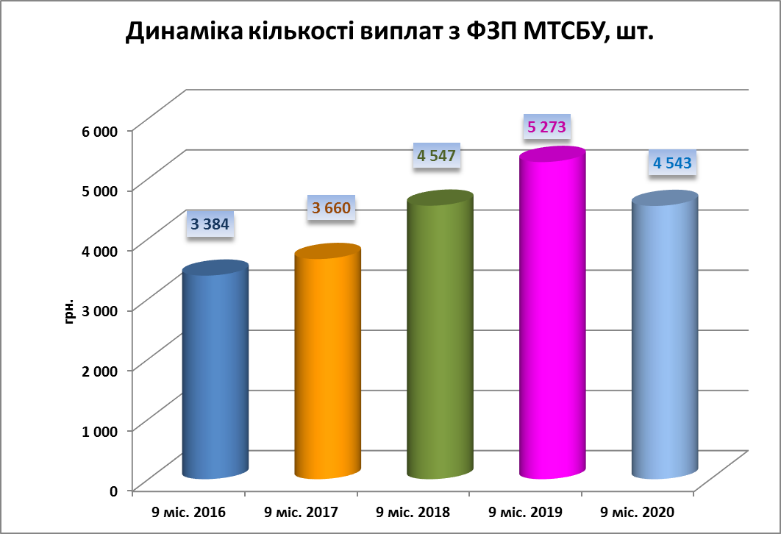 Динаміка кількості виплат з ФЗП МТСБУ, шт.
6 000
5 000
4 000
3 000
2 000
1 000
0
грн.
3 384
3 660
4 547
5 273
4 543
9 міс. 2016
9 міс. 2017
9 міс. 2018
9 міс. 2019
9 міс. 2020